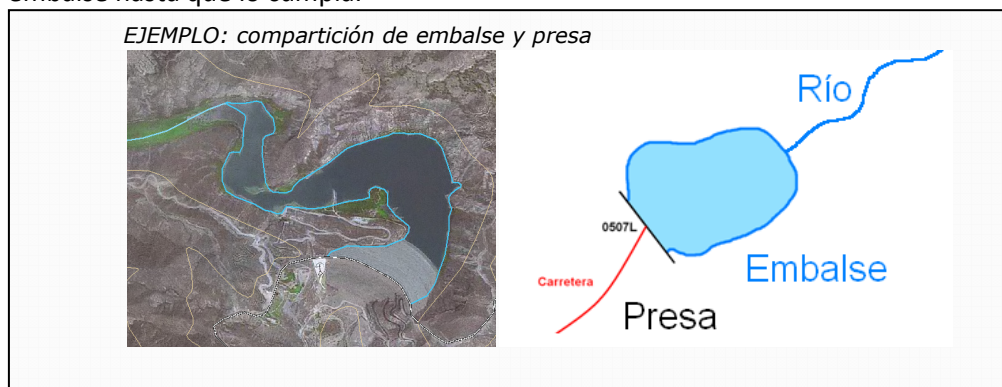 embalse hasta que lo cumpla.
EJEMPLO: compartición de embalse y presa
Río
0507L
Embalse
Carretera
Presa